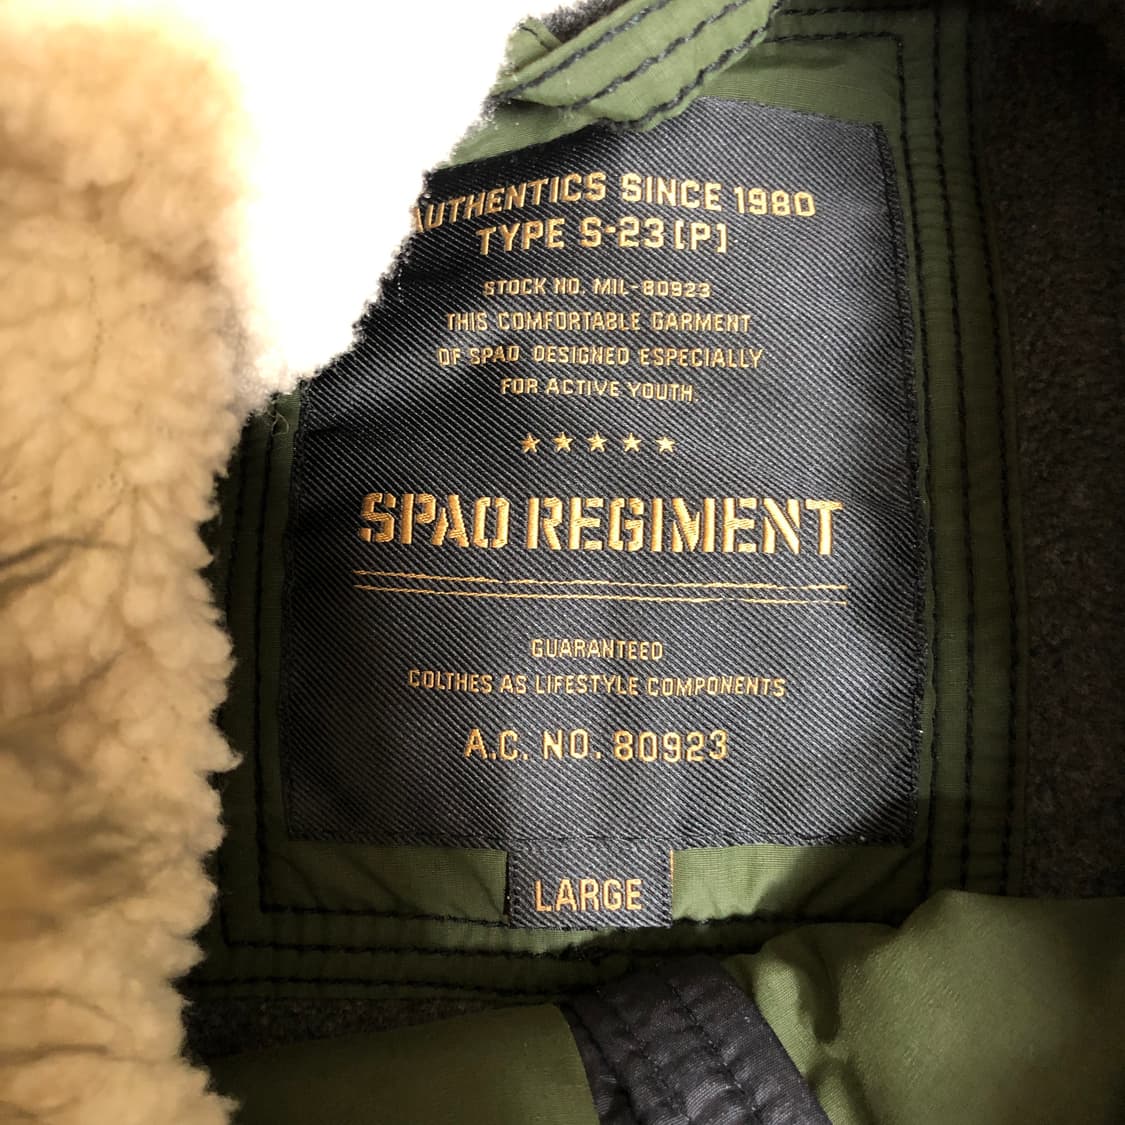 AUTHENTICS SINCE 1980
TYPE S-23 [P]
STOCK NO. MIL-80923
THIS COMFORTABLE GARMENT
OF SPAO DESIGNED ESPECIALLY
FOR ACTIVE YOUTH.
★★★★★
SPAO REGIMENT
GUARANTEED
COLTHES AS LIFESTYLE COMPONENTS
A.C. NO. 80923
LARGE